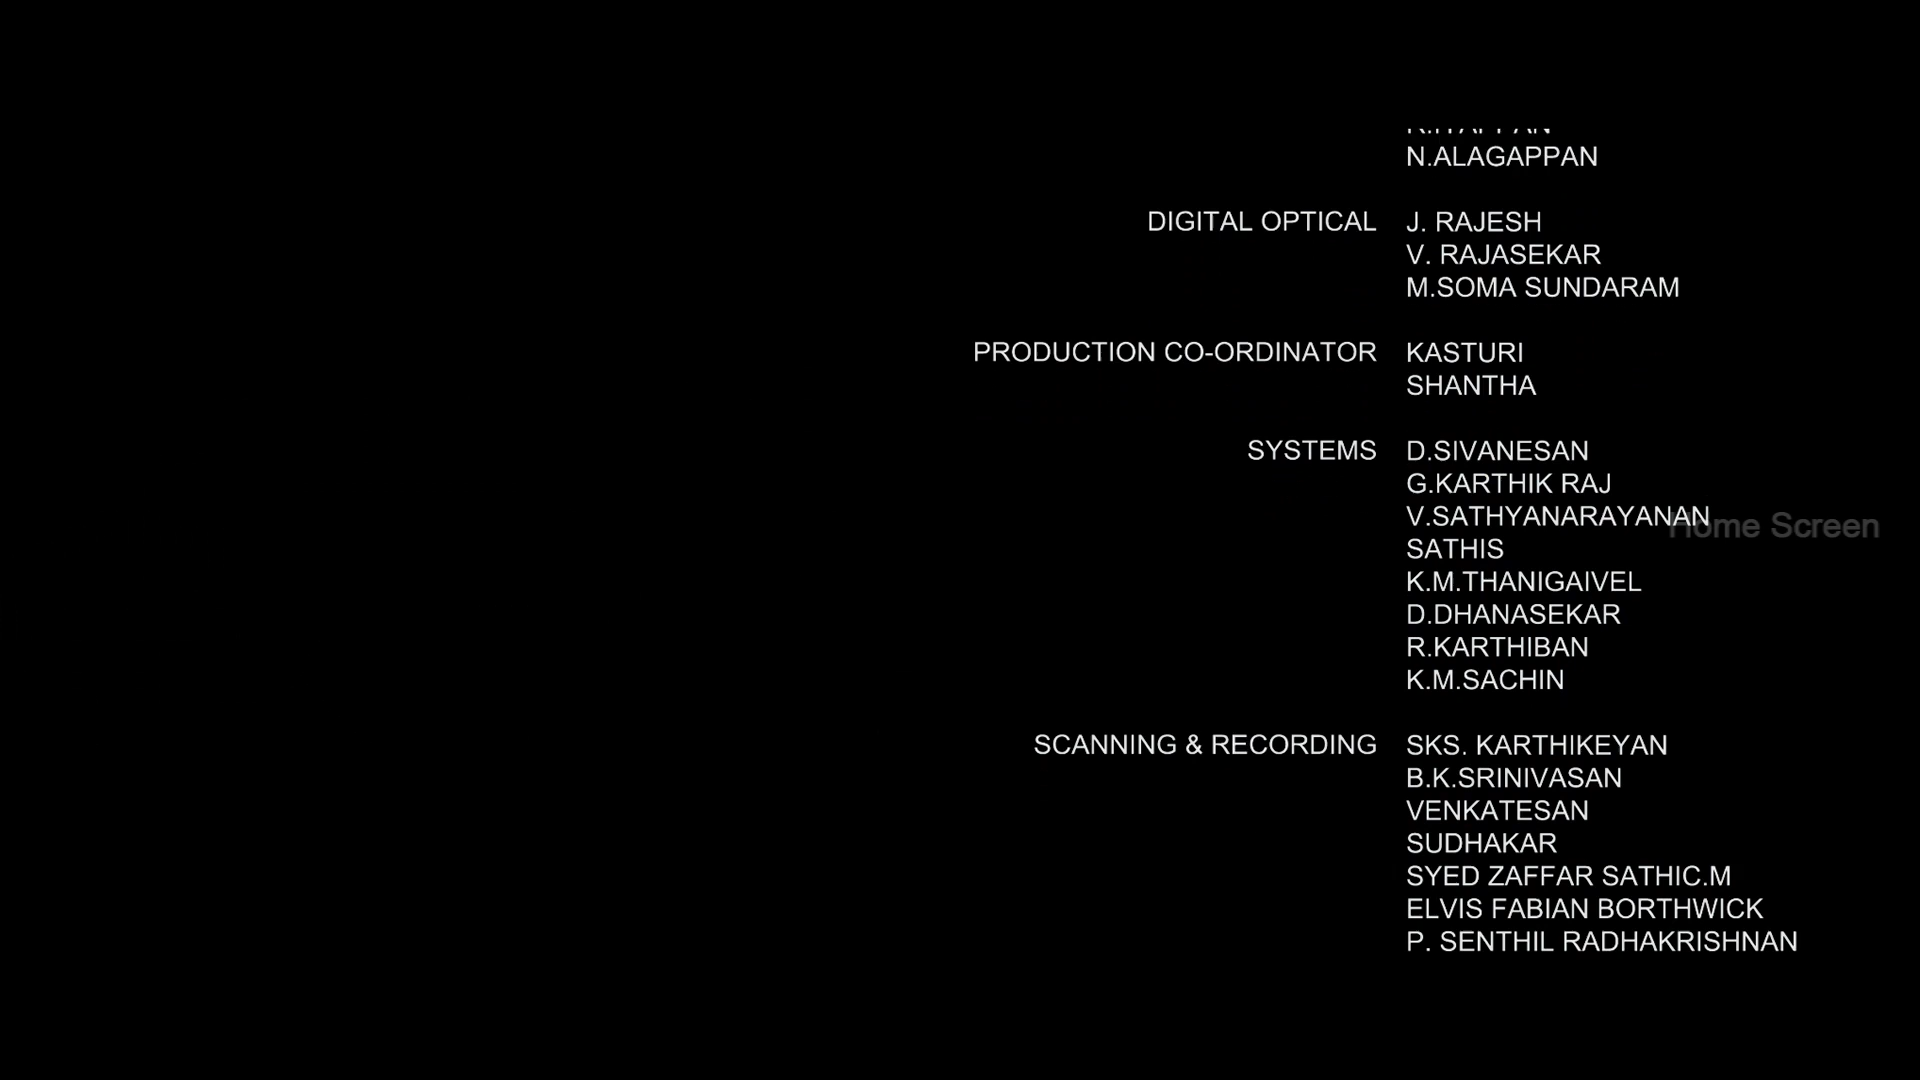 N.ALAGAPPAN
DIGITAL OPTICAL J. RAJESH
V. RAJASEKAR
M.SOMA SUNDARAM
PRODUCTION CO-ORDINATOR KASTURI
SHANTHA
SYSTEMS D.SIVANESAN
G.KARTHIK RAJ
V.SATHYANARAYANAN
Home Screen
SATHIS
K.M.THANIGAIVEL
D.DHANASEKAR
R.KARTHIBAN
K.M.SACHIN
SCANNING & RECORDING SKS. KARTHIKEYAN
B.K.SRINIVASAN
VENKATESAN
SUDHAKAR
SYED ZAFFAR SATHIC.M
ELVIS FABIAN BORTHWICK
P. SENTHIL RADHAKRISHNAN